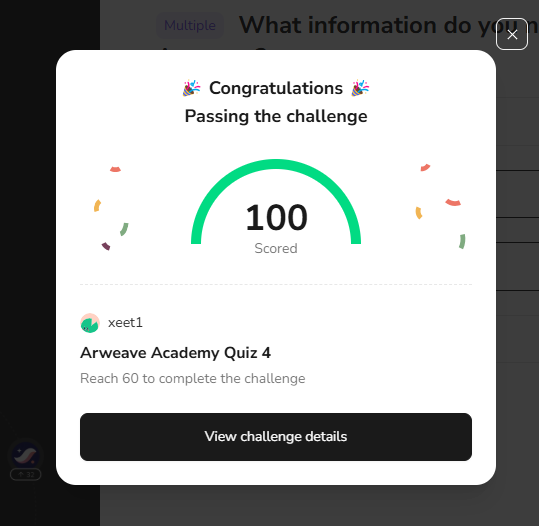 Multiple What information do you n
Congratulations
Passing the challenge
100
Scored
xeet1
Arweave Academy Quiz 4
Reach 60 to complete the challenge
View challenge details